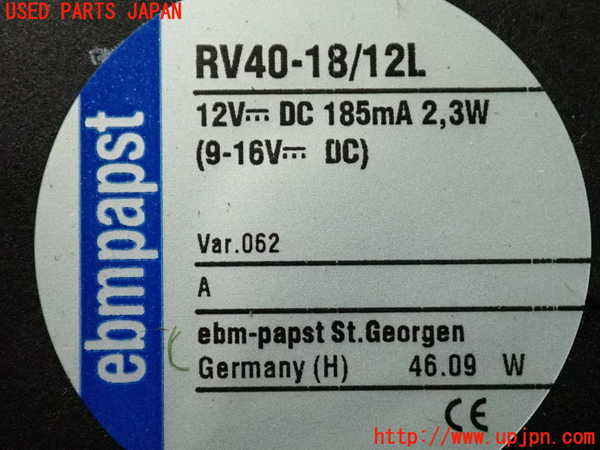 USED PARTS JAPAN
ebmpapst
RV40-18/12L
12V⎓ DC 185mA 2,3W
(9-16V⎓ DC)
Var.062
A
ebm-papst St.Georgen
Germany (H) 46.09 W
CE
http://www.upjpn.com/